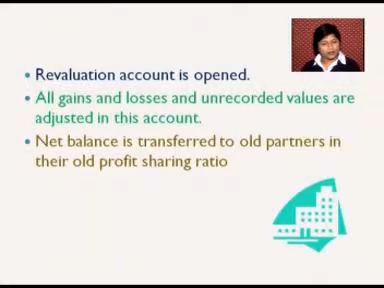 Revaluation account is opened.
All gains and losses and unrecorded values are
adjusted in this account.
Net balance is transferred to old partners in
their old profit sharing ratio